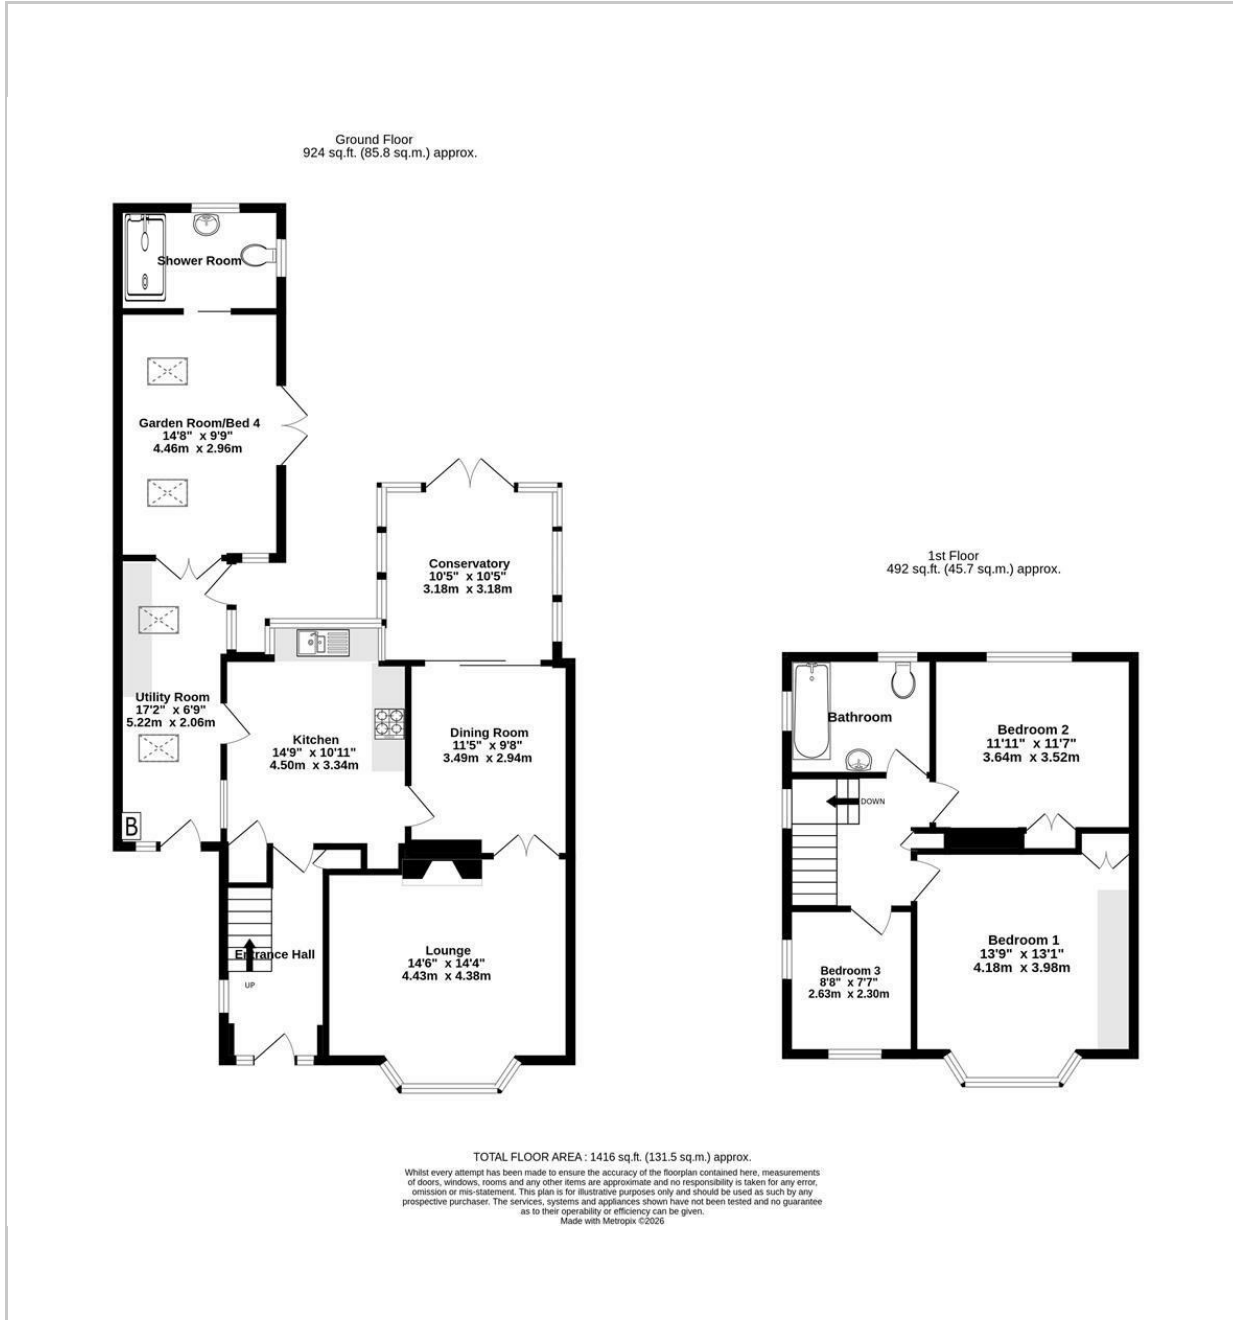 Ground Floor
924 sq.ft. (85.8 sq.m.) approx.
Shower Room
Garden Room/Bed 4
14'8" x 9'9"
4.46m x 2.96m
Conservatory
10'5" x 10'5"
3.18m x 3.18m
Utility Room
17'2" x 6'9"
5.22m x 2.06m
Kitchen
14'9" x 10'11"
4.50m x 3.34m
Dining Room
11'5" x 9'8"
3.49m x 2.94m
B
Entrance Hall
UP
Lounge
14'6" x 14'4"
4.43m x 4.38m
1st Floor
492 sq.ft. (45.7 sq.m.) approx.
Bathroom
Bedroom 2
11'11" x 11'7"
3.64m x 3.52m
DOWN
Bedroom 1
13'9" x 13'1"
4.18m x 3.98m
Bedroom 3
8'8" x 7'7"
2.63m x 2.30m
TOTAL FLOOR AREA : 1416 sq.ft. (131.5 sq.m.) approx.
Whilst every attempt has been made to ensure the accuracy of the floorplan contained here, measurements
of doors, windows, rooms and any other items are approximate and no responsibility is taken for any error,
omission or mis-statement. This plan is for illustrative purposes only and should be used as such by any
prospective purchaser. The services, systems and appliances shown have not been tested and no guarantee
as to their operability or efficiency can be given.
Made with Metropix ©2026